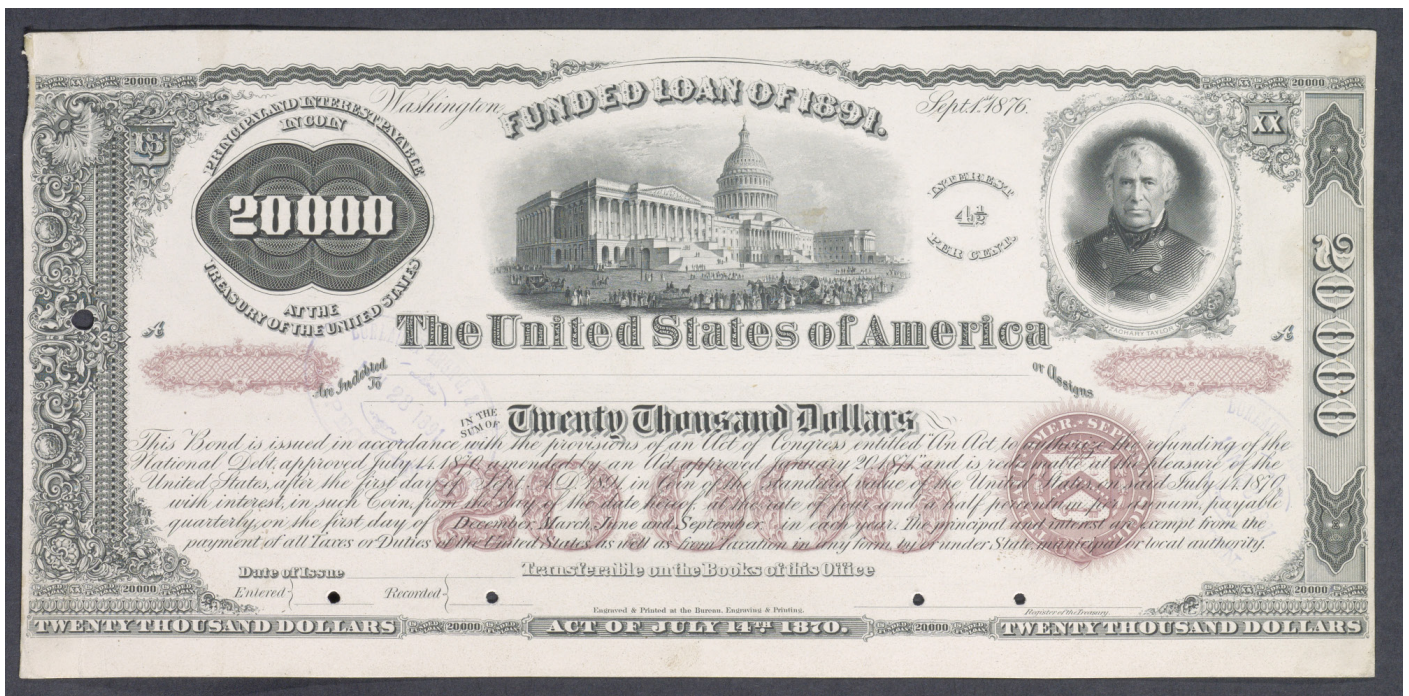 20000 XX 20000
20000 XX 20000
Washington,
FUNDED LOAN OF 1891.
Sept. 1st 1876.
US
XX
PRINCIPAL AND INTEREST PAYABLE
IN COIN
20000
AT THE
TREASURY OF THE UNITED STATES
INTEREST
4½
PER CENT.
ZACHARY TAYLOR
20000
The United States of America
A
A
Are Indebted
To
or Assigns
IN THE
SUM OF
Twenty Thousand Dollars
This Bond is issued in accordance with the provisions of an Act of Congress entitled "An Act to authorize the refunding of the
National Debt, approved July 14, 1870, amended by an Act approved January 20, 1871," and is redeemable at the pleasure of the
United States, after the first day of Sept. A.D. 1891, in Coin of the Standard value of the United States on said July 14, 1870,
with interest, in such Coin, from the day of the date hereof, at the rate of four and a half per centum per annum, payable
quarterly, on the first day of December, March, June and September in each year. The principal and interest are exempt from the
payment of all Taxes or Duties of the United States, as well as from Taxation in any form, by or under State, municipal or local authority.
20.000
Date of Issue
Transferable on the Books of this Office
Entered
Recorded
Engraved & Printed at the Bureau, Engraving & Printing.
Register of the Treasury.
20000
20000
TWENTY THOUSAND DOLLARS
20000
ACT OF JULY 14TH 1870.
20000
TWENTY THOUSAND DOLLARS